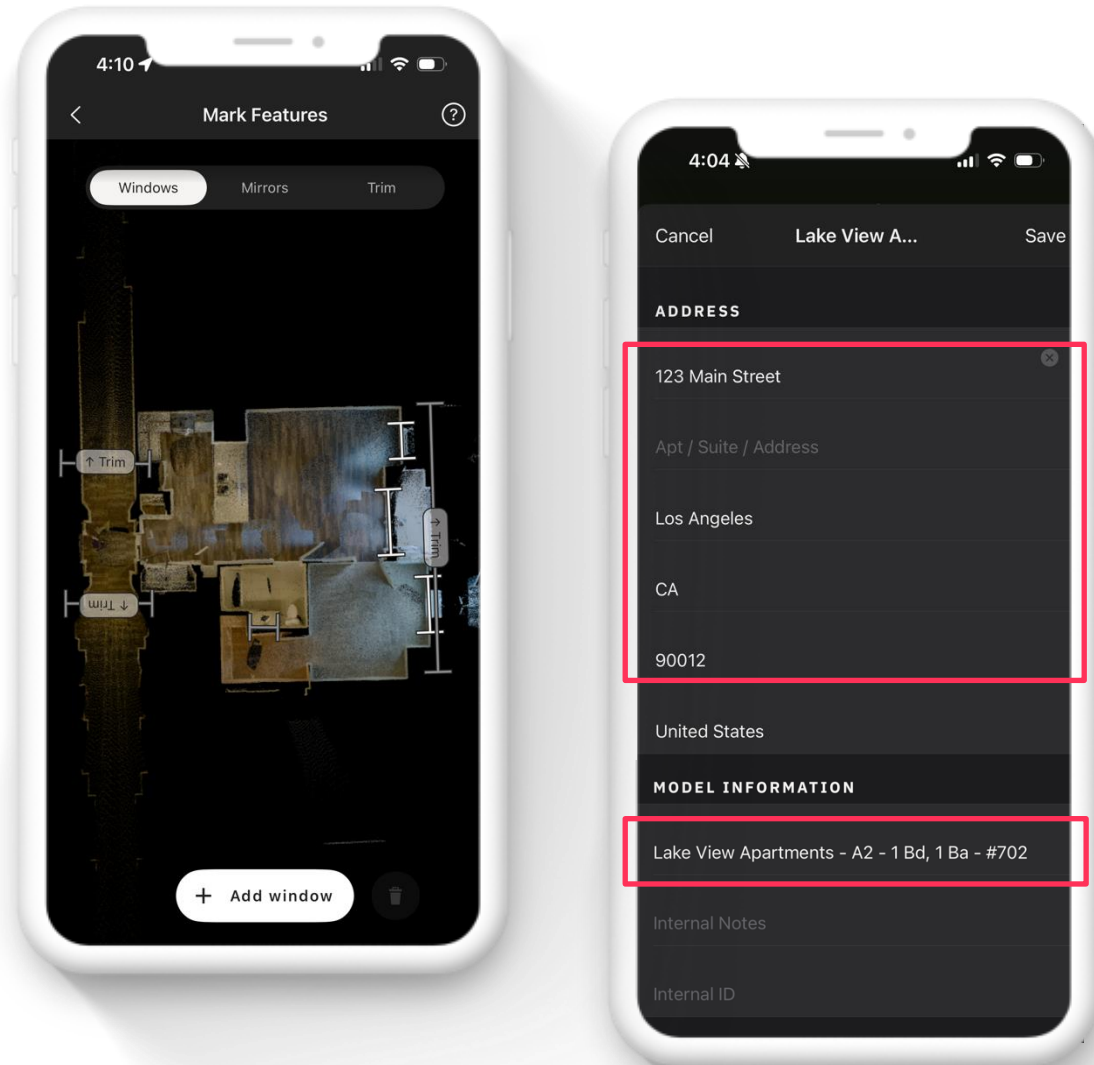 4:10
Mark Features
?
Windows Mirrors Trim
↑ Trim
↑ Trim
↑ Trim
+ Add window
4:04
Cancel Lake View A... Save
ADDRESS
123 Main Street
Apt / Suite / Address
Los Angeles
CA
90012
United States
MODEL INFORMATION
Lake View Apartments - A2 - 1 Bd, 1 Ba - #702
Internal Notes
Internal ID